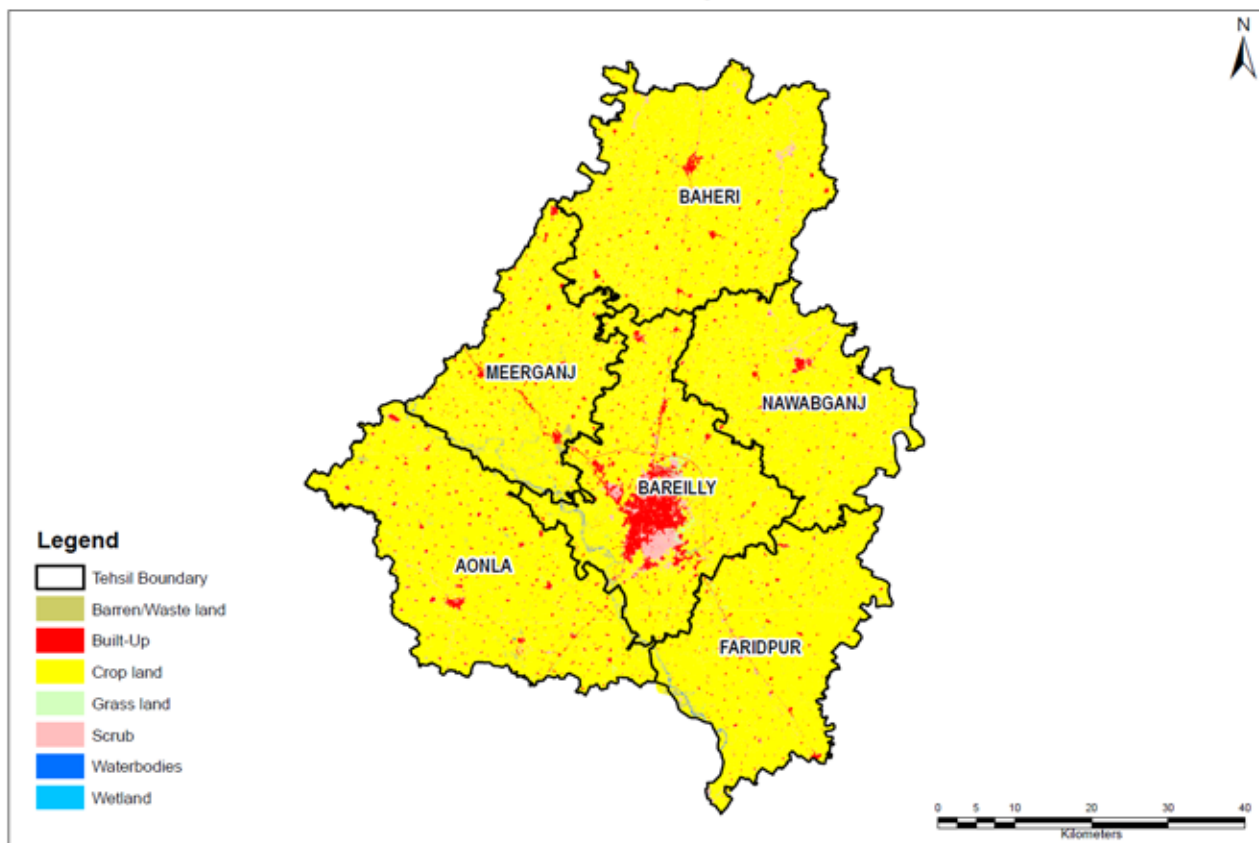 N
BAHERI
MEERGANJ
NAWABGANJ
BAREILLY
AONLA
FARIDPUR
Legend
Tehsil Boundary
Barren/Waste land
Built-Up
Crop land
Grass land
Scrub
Waterbodies
Wetland
0 5 10 20 30 40
Kilometers